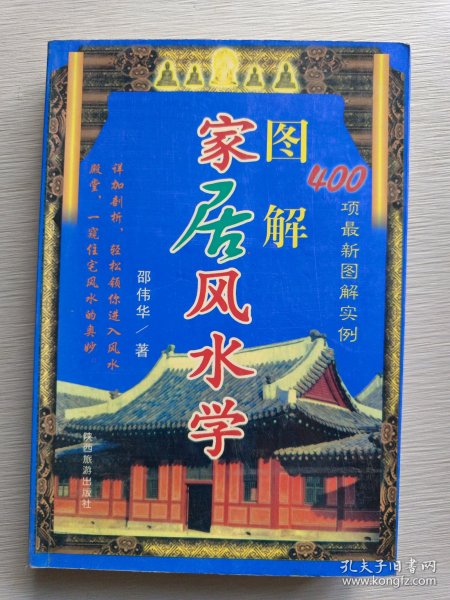 图解
家居风水学
400
项最新图解实例
详加剖析,轻松领你进入风水
殿堂,一窥住宅风水的奥妙
邵伟华/著
陕西旅游出版社
孔夫子旧书网
www.kongfz.com